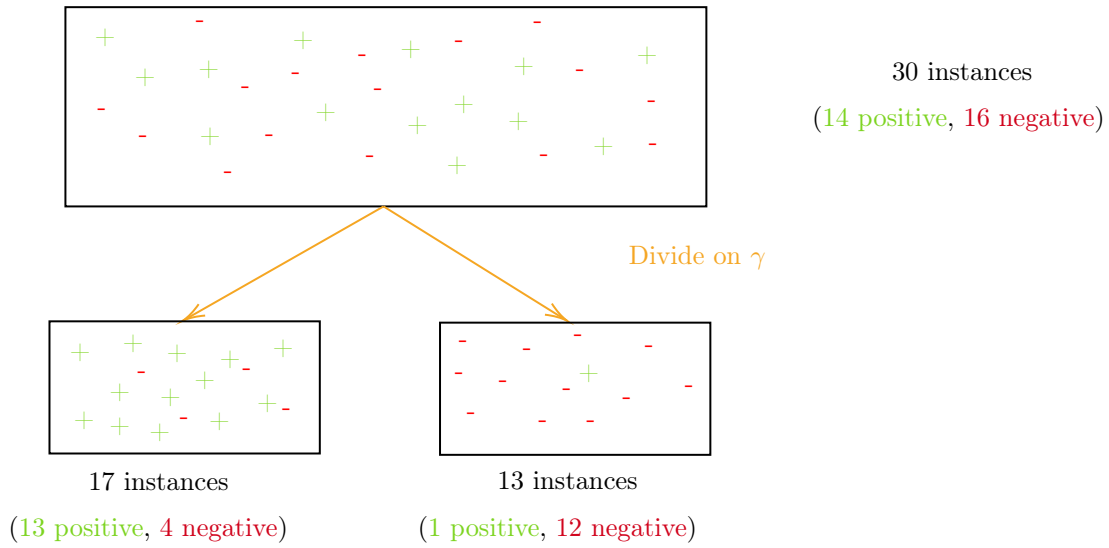 30 instances
(14 positive, 16 negative)
Divide on γ
17 instances
(13 positive, 4 negative)
13 instances
(1 positive, 12 negative)